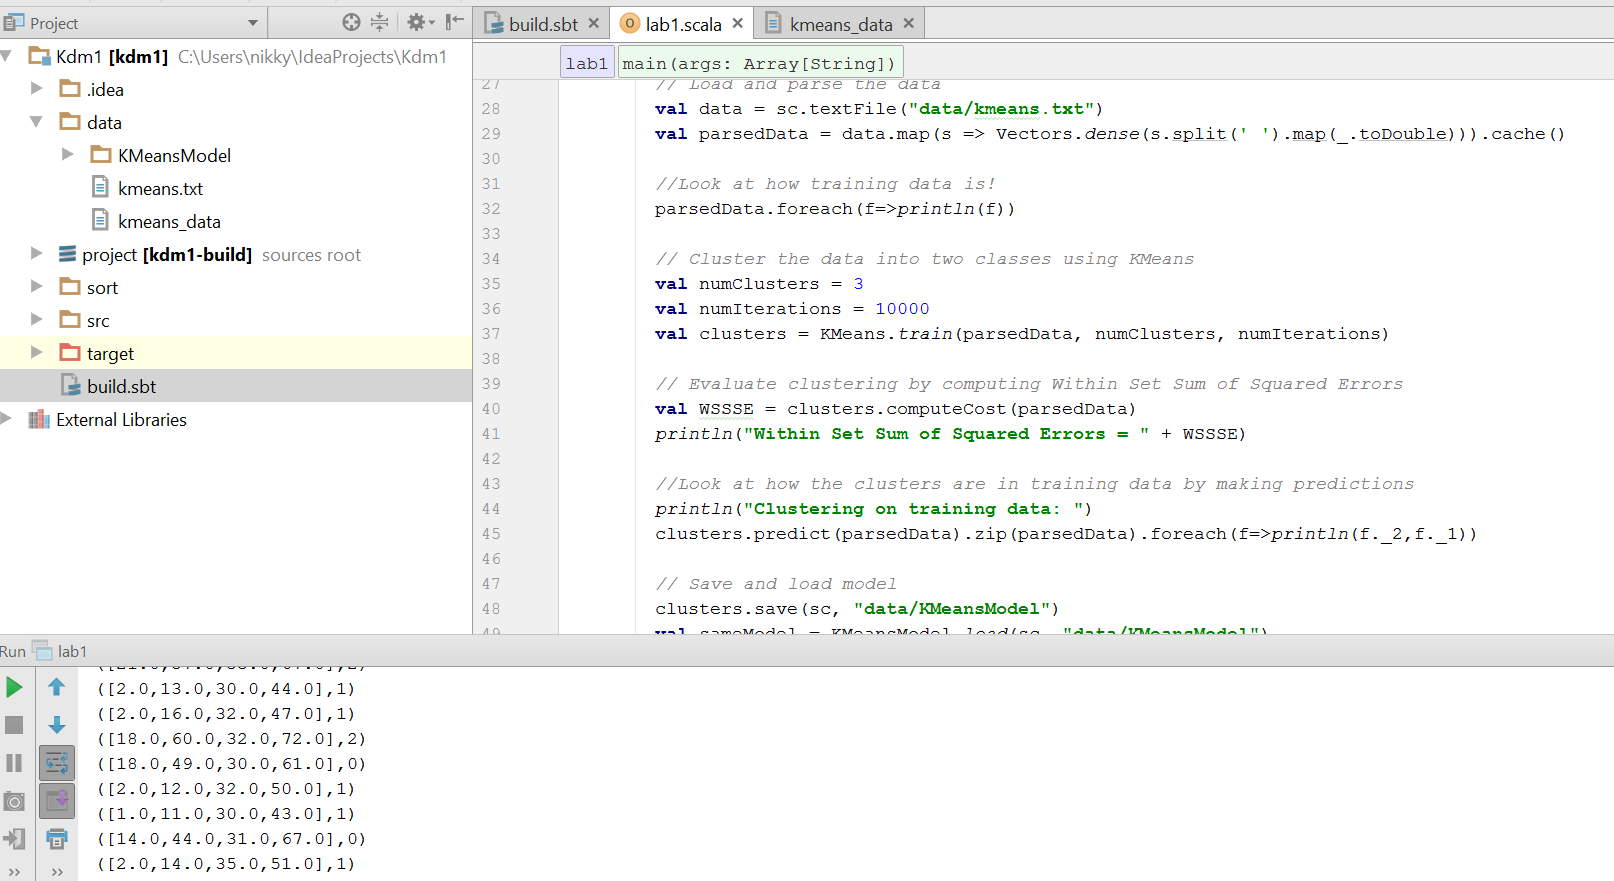 Project
build.sbt
lab1.scala
kmeans_data
Kdm1 [kdm1] C:\Users\nikky\IdeaProjects\Kdm1
.idea
data
KMeansModel
kmeans.txt
kmeans_data
project [kdm1-build] sources root
sort
src
target
build.sbt
External Libraries
lab1 main(args: Array[String])
27 // Load and parse the data
28 val data = sc.textFile("data/kmeans.txt")
29 val parsedData = data.map(s => Vectors.dense(s.split(' ').map(_.toDouble))).cache()
30
31 //Look at how training data is!
32 parsedData.foreach(f=>println(f))
33
34 // Cluster the data into two classes using KMeans
35 val numClusters = 3
36 val numIterations = 10000
37 val clusters = KMeans.train(parsedData, numClusters, numIterations)
38
39 // Evaluate clustering by computing Within Set Sum of Squared Errors
40 val WSSSE = clusters.computeCost(parsedData)
41 println("Within Set Sum of Squared Errors = " + WSSSE)
42
43 //Look at how the clusters are in training data by making predictions
44 println("Clustering on training data: ")
45 clusters.predict(parsedData).zip(parsedData).foreach(f=>println(f._2,f._1))
46
47 // Save and load model
48 clusters.save(sc, "data/KMeansModel")
49 val sameModel = KMeansModel.load(sc, "data/KMeansModel")
Run lab1
([2.0,13.0,30.0,44.0],1)
([2.0,16.0,32.0,47.0],1)
([18.0,60.0,32.0,72.0],2)
([18.0,49.0,30.0,61.0],0)
([2.0,12.0,32.0,50.0],1)
([1.0,11.0,30.0,43.0],1)
([14.0,44.0,31.0,67.0],0)
([2.0,14.0,35.0,51.0],1)